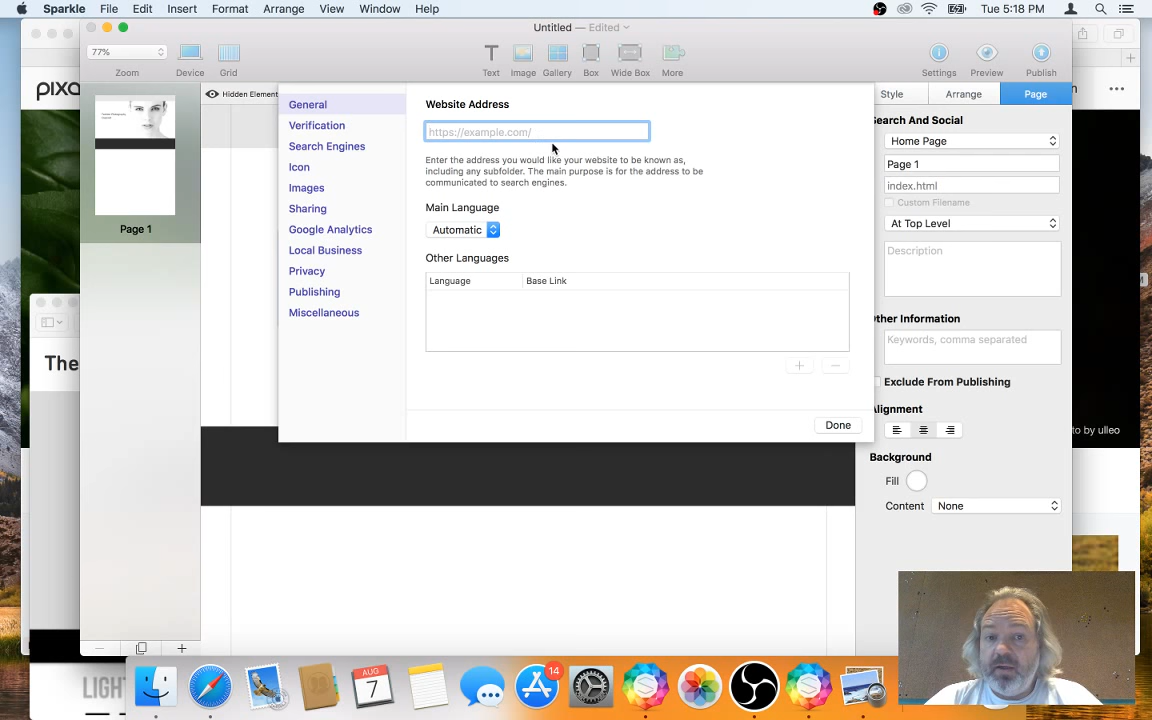 Sparkle File Edit Insert Format Arrange View Window Help
Tue 5:18 PM
Untitled — Edited
77%
Zoom Device Grid
Text Image Gallery Box Wide Box More
Settings Preview Publish
pixa
Hidden Element
Style Arrange Page
Page 1
General
Verification
Search Engines
Icon
Images
Sharing
Google Analytics
Local Business
Privacy
Publishing
Miscellaneous
Website Address
https://example.com/
Enter the address you would like your website to be known as,
including any subfolder. The main purpose is for the address to be
communicated to search engines.
Main Language
Automatic
Other Languages
Language Base Link
Done
Search And Social
Home Page
Page 1
index.html
Custom Filename
At Top Level
Description
Other Information
Keywords, comma separated
Exclude From Publishing
Alignment
Background
Fill
Content None
to by ulleo
The
LIGH
AUG
7
14